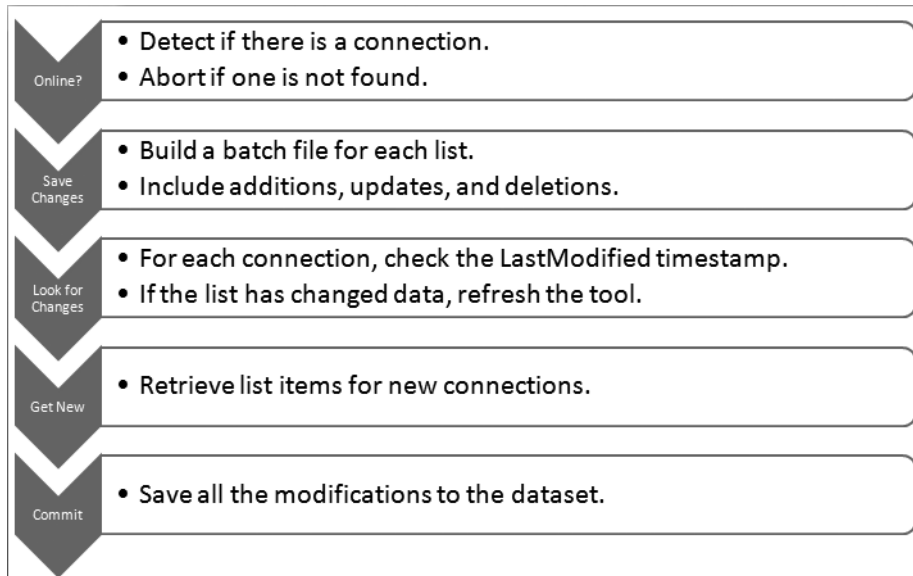 Online?
• Detect if there is a connection.
• Abort if one is not found.
Save
Changes
• Build a batch file for each list.
• Include additions, updates, and deletions.
Look for
Changes
• For each connection, check the LastModified timestamp.
• If the list has changed data, refresh the tool.
Get New
• Retrieve list items for new connections.
Commit
• Save all the modifications to the dataset.